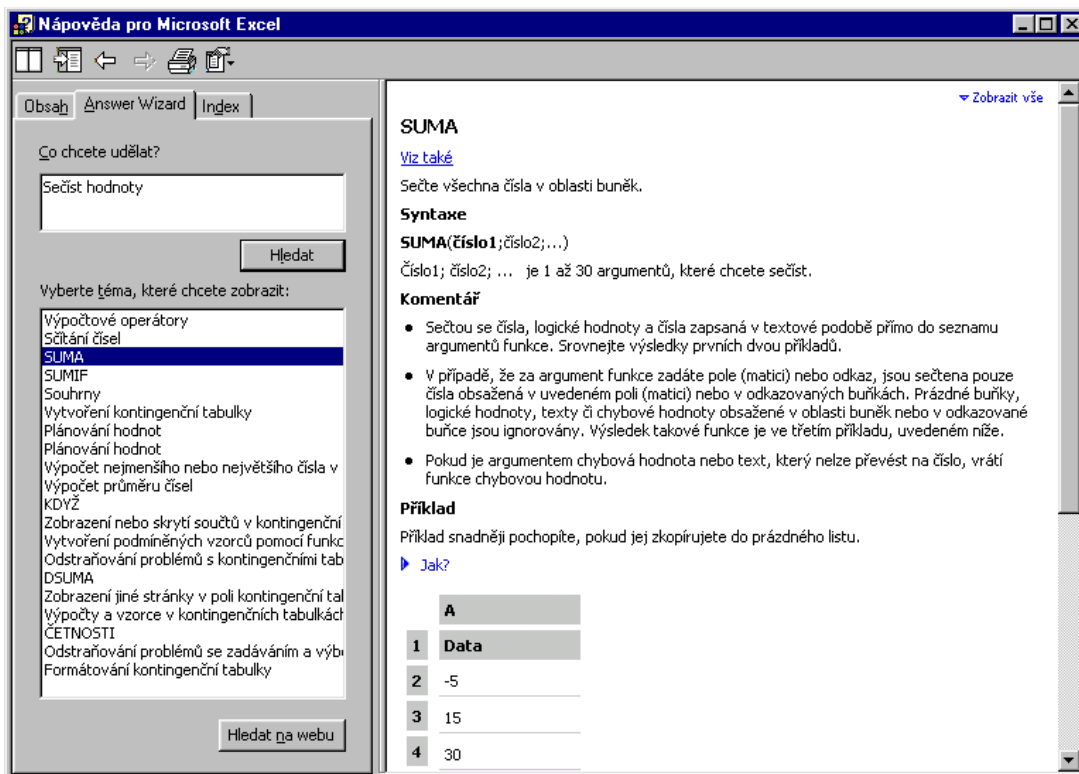 Nápověda pro Microsoft Excel
Obsah Answer Wizard Index
Co chcete udělat?
Sečíst hodnoty
Hledat
Vyberte téma, které chcete zobrazit:
Výpočtové operátory
Sčítání čísel
SUMA
SUMIF
Souhrny
Vytvoření kontingenční tabulky
Plánování hodnot
Plánování hodnot
Výpočet nejmenšího nebo největšího čísla v
Výpočet průměru čísel
KDYŽ
Zobrazení nebo skrytí součtů v kontingenční
Vytvoření podmíněných vzorců pomocí funkc
Odstraňování problémů s kontingenčními tab
DSUMA
Zobrazení jiné stránky v poli kontingenční tal
Výpočty a vzorce v kontingenčních tabulkách
ČETNOSTI
Odstraňování problémů se zadáváním a výb
Formátování kontingenční tabulky
Hledat na webu
Zobrazit vše
SUMA
Viz také
Sečte všechna čísla v oblasti buněk.
Syntaxe
SUMA(číslo1;číslo2;...)
Číslo1; číslo2; ... je 1 až 30 argumentů, které chcete sečíst.
Komentář
• Sečtou se čísla, logické hodnoty a čísla zapsaná v textové podobě přímo do seznamu
argumentů funkce. Srovnejte výsledky prvních dvou příkladů.
• V případě, že za argument funkce zadáte pole (matici) nebo odkaz, jsou sečtena pouze
čísla obsažená v uvedeném poli (matici) nebo v odkazovaných buňkách. Prázdné buňky,
logické hodnoty, texty či chybové hodnoty obsažené v oblasti buněk nebo v odkazované
buňce jsou ignorovány. Výsledek takové funkce je ve třetím příkladu, uvedeném níže.
• Pokud je argumentem chybová hodnota nebo text, který nelze převést na číslo, vrátí
funkce chybovou hodnotu.
Příklad
Příklad snadněji pochopíte, pokud jej zkopírujete do prázdného listu.
Jak?
A
1 Data
2 -5
3 15
4 30